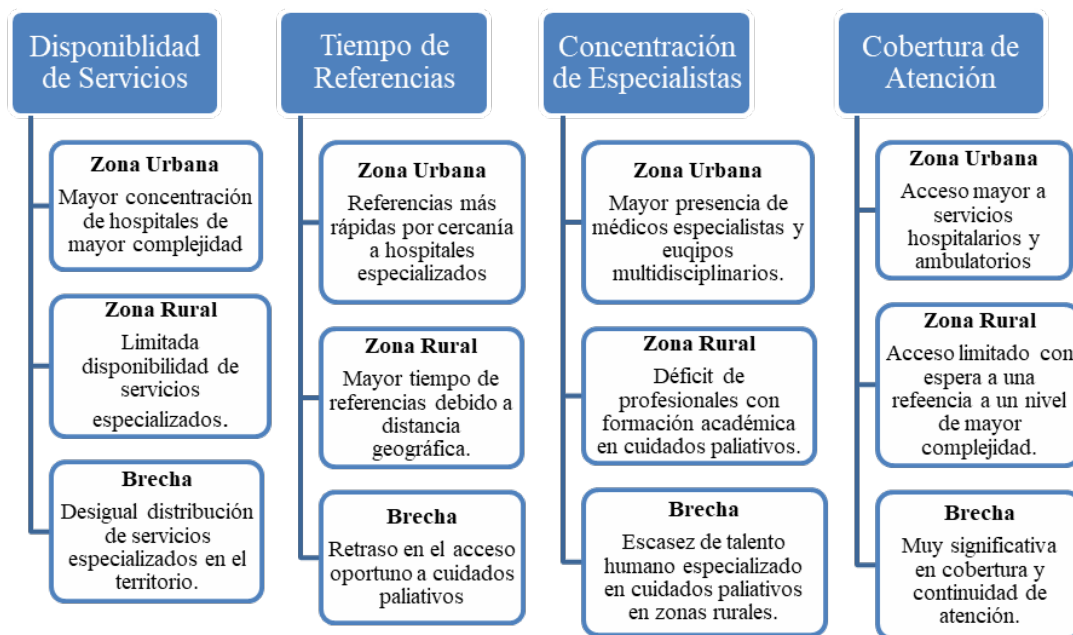 Disponiblidad
de Servicios
Zona Urbana
Mayor concentración
de hospitales de
mayor complejidad
Zona Rural
Limitada
disponibilidad de
servicios
especializados.
Brecha
Desigual distribución
de servicios
especializados en el
territorio.
Tiempo de
Referencias
Zona Urbana
Referencias más
rápidas por cercanía
a hospitales
especializados
Zona Rural
Mayor tiempo de
referencias debido a
distancia
geográfica.
Brecha
Retraso en el acceso
oportuno a cuidados
paliativos
Concentración
de Especialistas
Zona Urbana
Mayor presencia de
médicos especialistas y
euqipos
multidisciplinarios.
Zona Rural
Déficit de
profesionales con
formación académica
en cuidados paliativos.
Brecha
Escasez de talento
humano especializado
en cuidados paliativos
en zonas rurales.
Cobertura de
Atención
Zona Urbana
Acceso mayor a
servicios
hospitalarios y
ambulatorios
Zona Rural
Acceso limitado con
espera a una
refeencia a un nivel
de mayor
complejidad.
Brecha
Muy significativa
en cobertura y
continuidad de
atención.